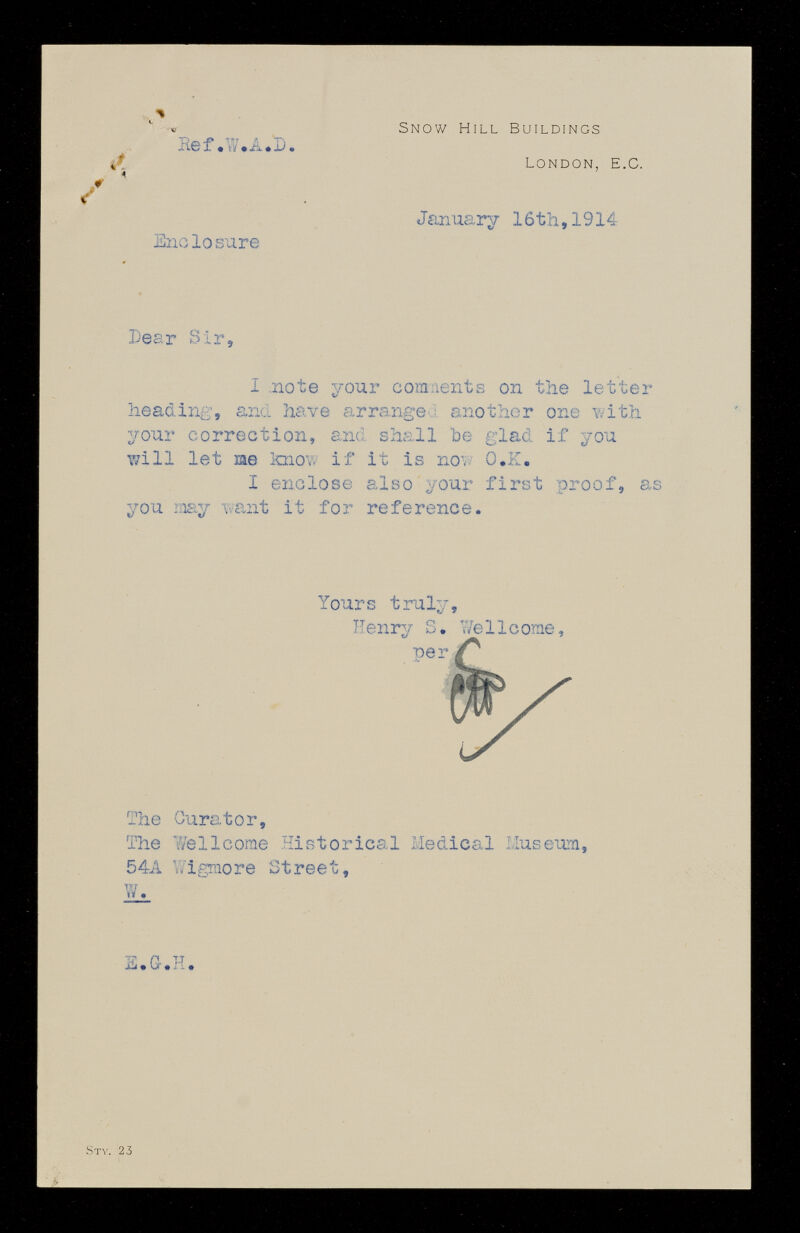 Snow Hill Buildings
Ref.W.A.D.
London, E.C.
January 16th,1914
Enclosure
Dear Sir,
I note your comments on the letter
heading, and have arranged another one with
your correction, and shall be glad if you
will let me know if it is now O.K.
I enclose also your first proof, as
you may want it for reference.
Yours truly,
Henry S. Wellcome,
per
The Curator,
The Wellcome Historical Medical Museum,
54A Wigmore Street,
W.
E.G.H.
Sty. 23